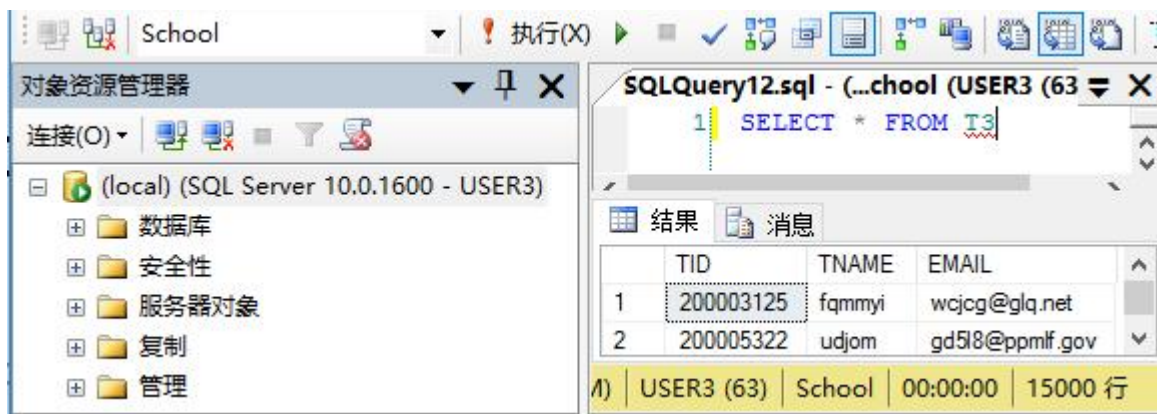 School 执行(X)
对象资源管理器
连接(O)
(local) (SQL Server 10.0.1600 - USER3)
数据库
安全性
服务器对象
复制
管理
SQLQuery12.sql - (...chool (USER3 (63
1 SELECT * FROM T3
结果 消息
TID TNAME EMAIL
1 200003125 fqmmyi wcjcg@glq.net
2 200005322 udjom gd5l8@ppmlf.gov
USER3 (63) School 00:00:00 15000 行